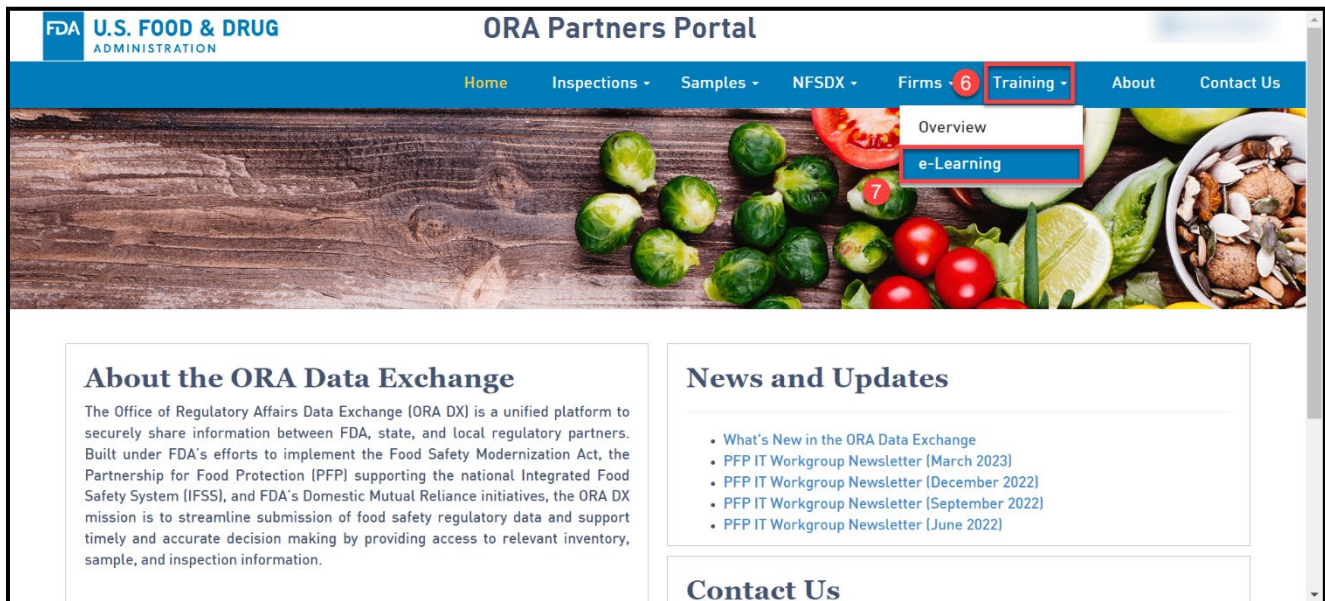 FDA U.S. FOOD & DRUG
ADMINISTRATION
ORA Partners Portal
Home Inspections Samples NFSDX Firms 6 Training About Contact Us
Overview
e-Learning
7
About the ORA Data Exchange
The Office of Regulatory Affairs Data Exchange (ORA DX) is a unified platform to
securely share information between FDA, state, and local regulatory partners.
Built under FDA's efforts to implement the Food Safety Modernization Act, the
Partnership for Food Protection (PFP) supporting the national Integrated Food
Safety System (IFSS), and FDA's Domestic Mutual Reliance initiatives, the ORA DX
mission is to streamline submission of food safety regulatory data and support
timely and accurate decision making by providing access to relevant inventory,
sample, and inspection information.
News and Updates
• What's New in the ORA Data Exchange
• PFP IT Workgroup Newsletter (March 2023)
• PFP IT Workgroup Newsletter (December 2022)
• PFP IT Workgroup Newsletter (September 2022)
• PFP IT Workgroup Newsletter (June 2022)
Contact Us